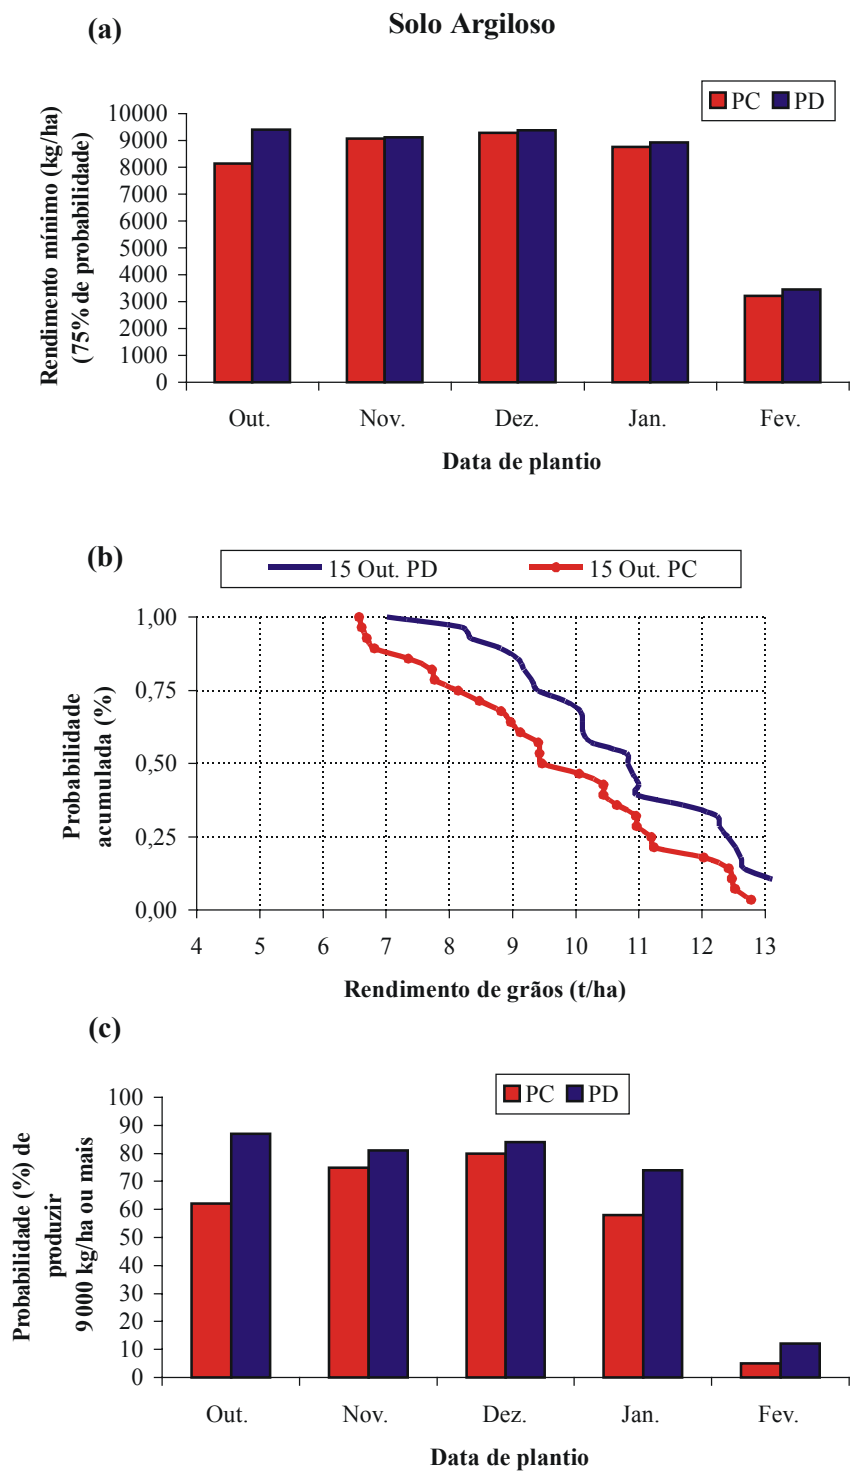 (a)
Solo Argiloso
PC PD
Rendimento mínimo (kg/ha)
(75% de probabilidade)
10000
9000
8000
7000
6000
5000
4000
3000
2000
1000
0
Out. Nov. Dez. Jan. Fev.
Data de plantio
(b)
15 Out. PD 15 Out. PC
Probabilidade
acumulada (%)
1,00
0,75
0,50
0,25
0,00
4 5 6 7 8 9 10 11 12 13
Rendimento de grãos (t/ha)
(c)
PC PD
Probabilidade (%) de
produzir
9000 kg/ha ou mais
100
90
80
70
60
50
40
30
20
10
0
Out. Nov. Dez. Jan. Fev.
Data de plantio